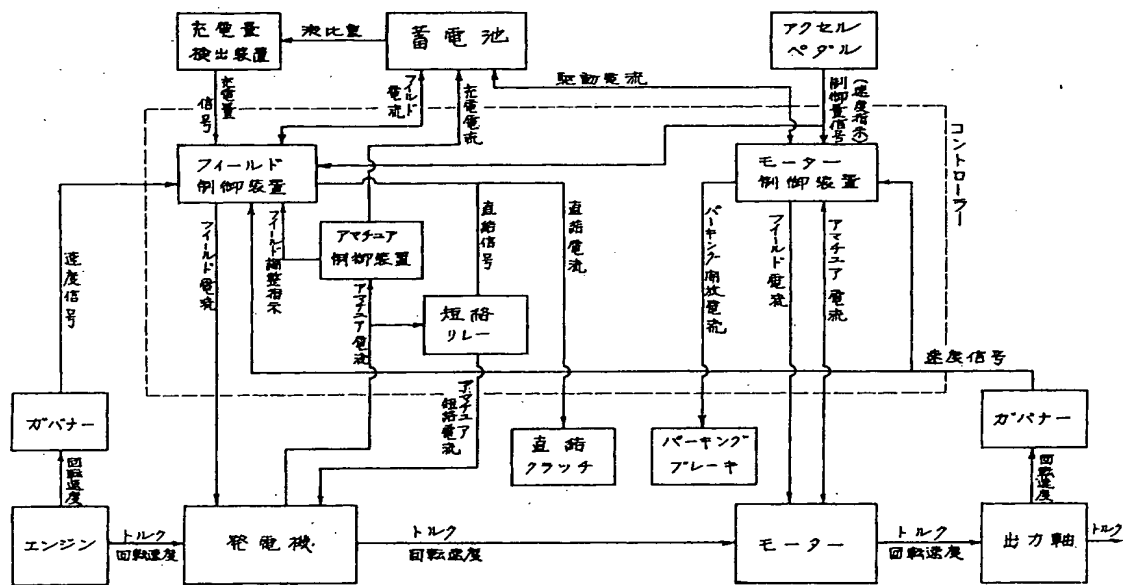 充電量
検出装置
液比重
蓄電池
アクセル
ペダル
駆動電流
充電量
信号
フィルド
電流
充電電流
(速度指示)
制御量信号
コントローラー
フィールド
制御装置
モーター
制御装置
速度信号
フィールド電流
フィールド調整指示
アマチュア
制御装置
直結信号
直結電流
パーキング開放電流
フィールド電流
アマチュア電流
アマチュア電流
短絡
リレー
速度信号
ガバナー
アマチュア
短絡電流
直結
クラッチ
パーキング
ブレーキ
ガバナー
回転速度
回転速度
エンジン
トルク
回転速度
発電機
トルク
回転速度
モーター
トルク
回転速度
出力軸
トルク